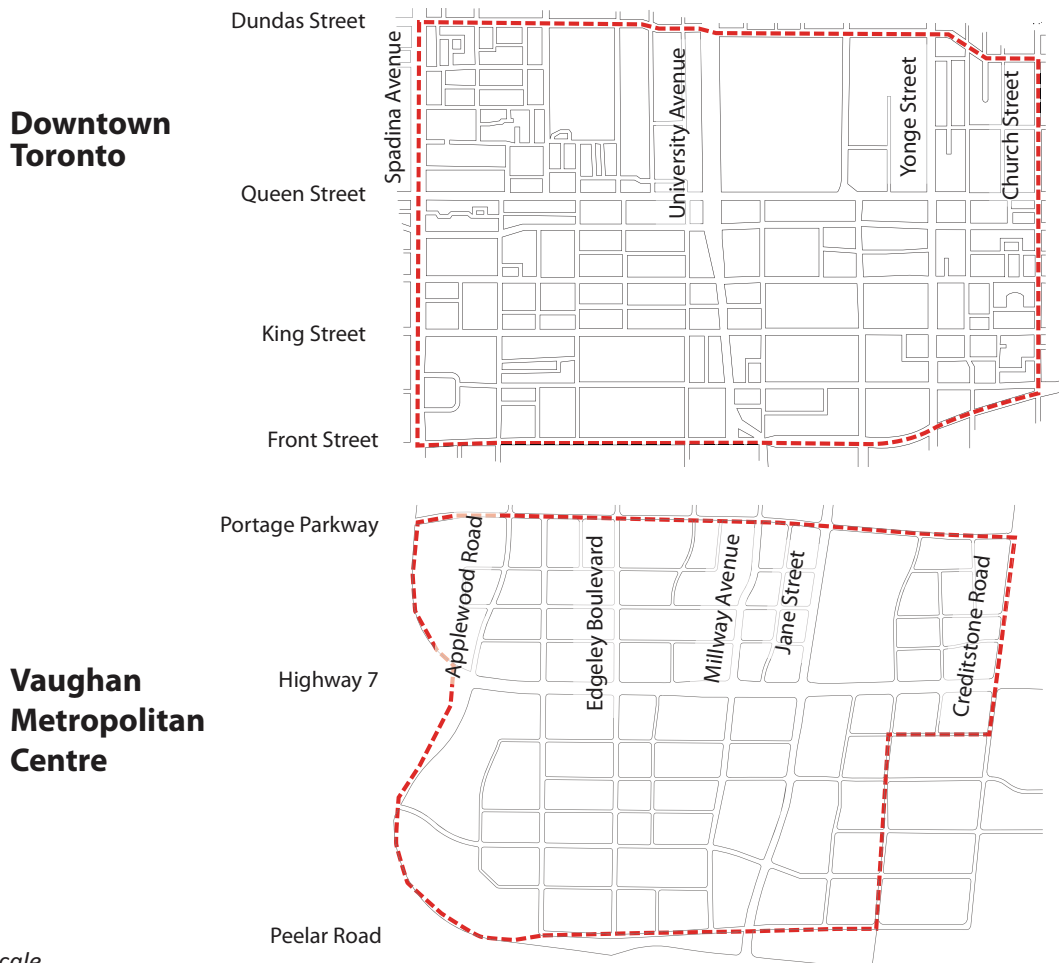 Dundas Street
Spadina Avenue
University Avenue
Yonge Street
Church Street
Downtown
Toronto
Queen Street
King Street
Front Street
Portage Parkway
Applewood Road
Edgeley Boulevard
Millway Avenue
Jane Street
Creditstone Road
Highway 7
Vaughan
Metropolitan
Centre
Peelar Road